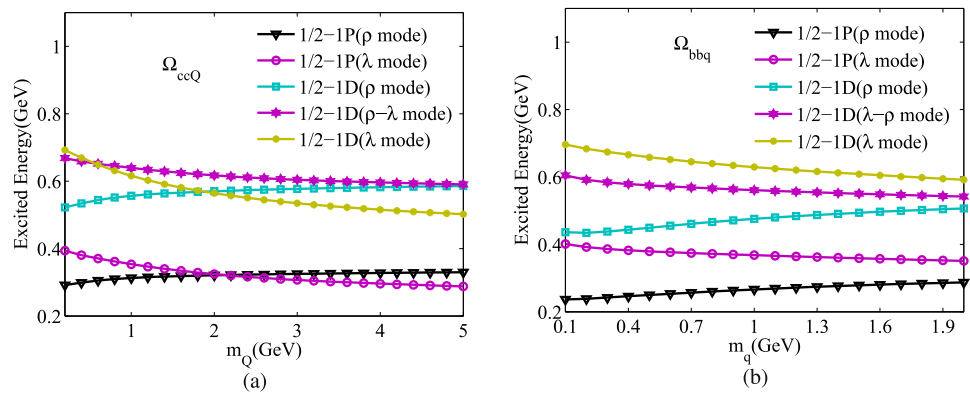 1
0.8
0.6
0.4
0.2
Excited Energy(GeV)
Ω_ccQ
1/2−1P(ρ mode)
1/2−1P(λ mode)
1/2−1D(ρ mode)
1/2−1D(ρ−λ mode)
1/2−1D(λ mode)
1 2 3 4 5
m_Q(GeV)
(a)
1
0.8
0.6
0.4
0.2
Excited Energy(GeV)
Ω_bbq
1/2−1P(ρ mode)
1/2−1P(λ mode)
1/2−1D(ρ mode)
1/2−1D(λ−ρ mode)
1/2−1D(λ mode)
0.1 0.4 0.7 1 1.3 1.6 1.9
m_q(GeV)
(b)